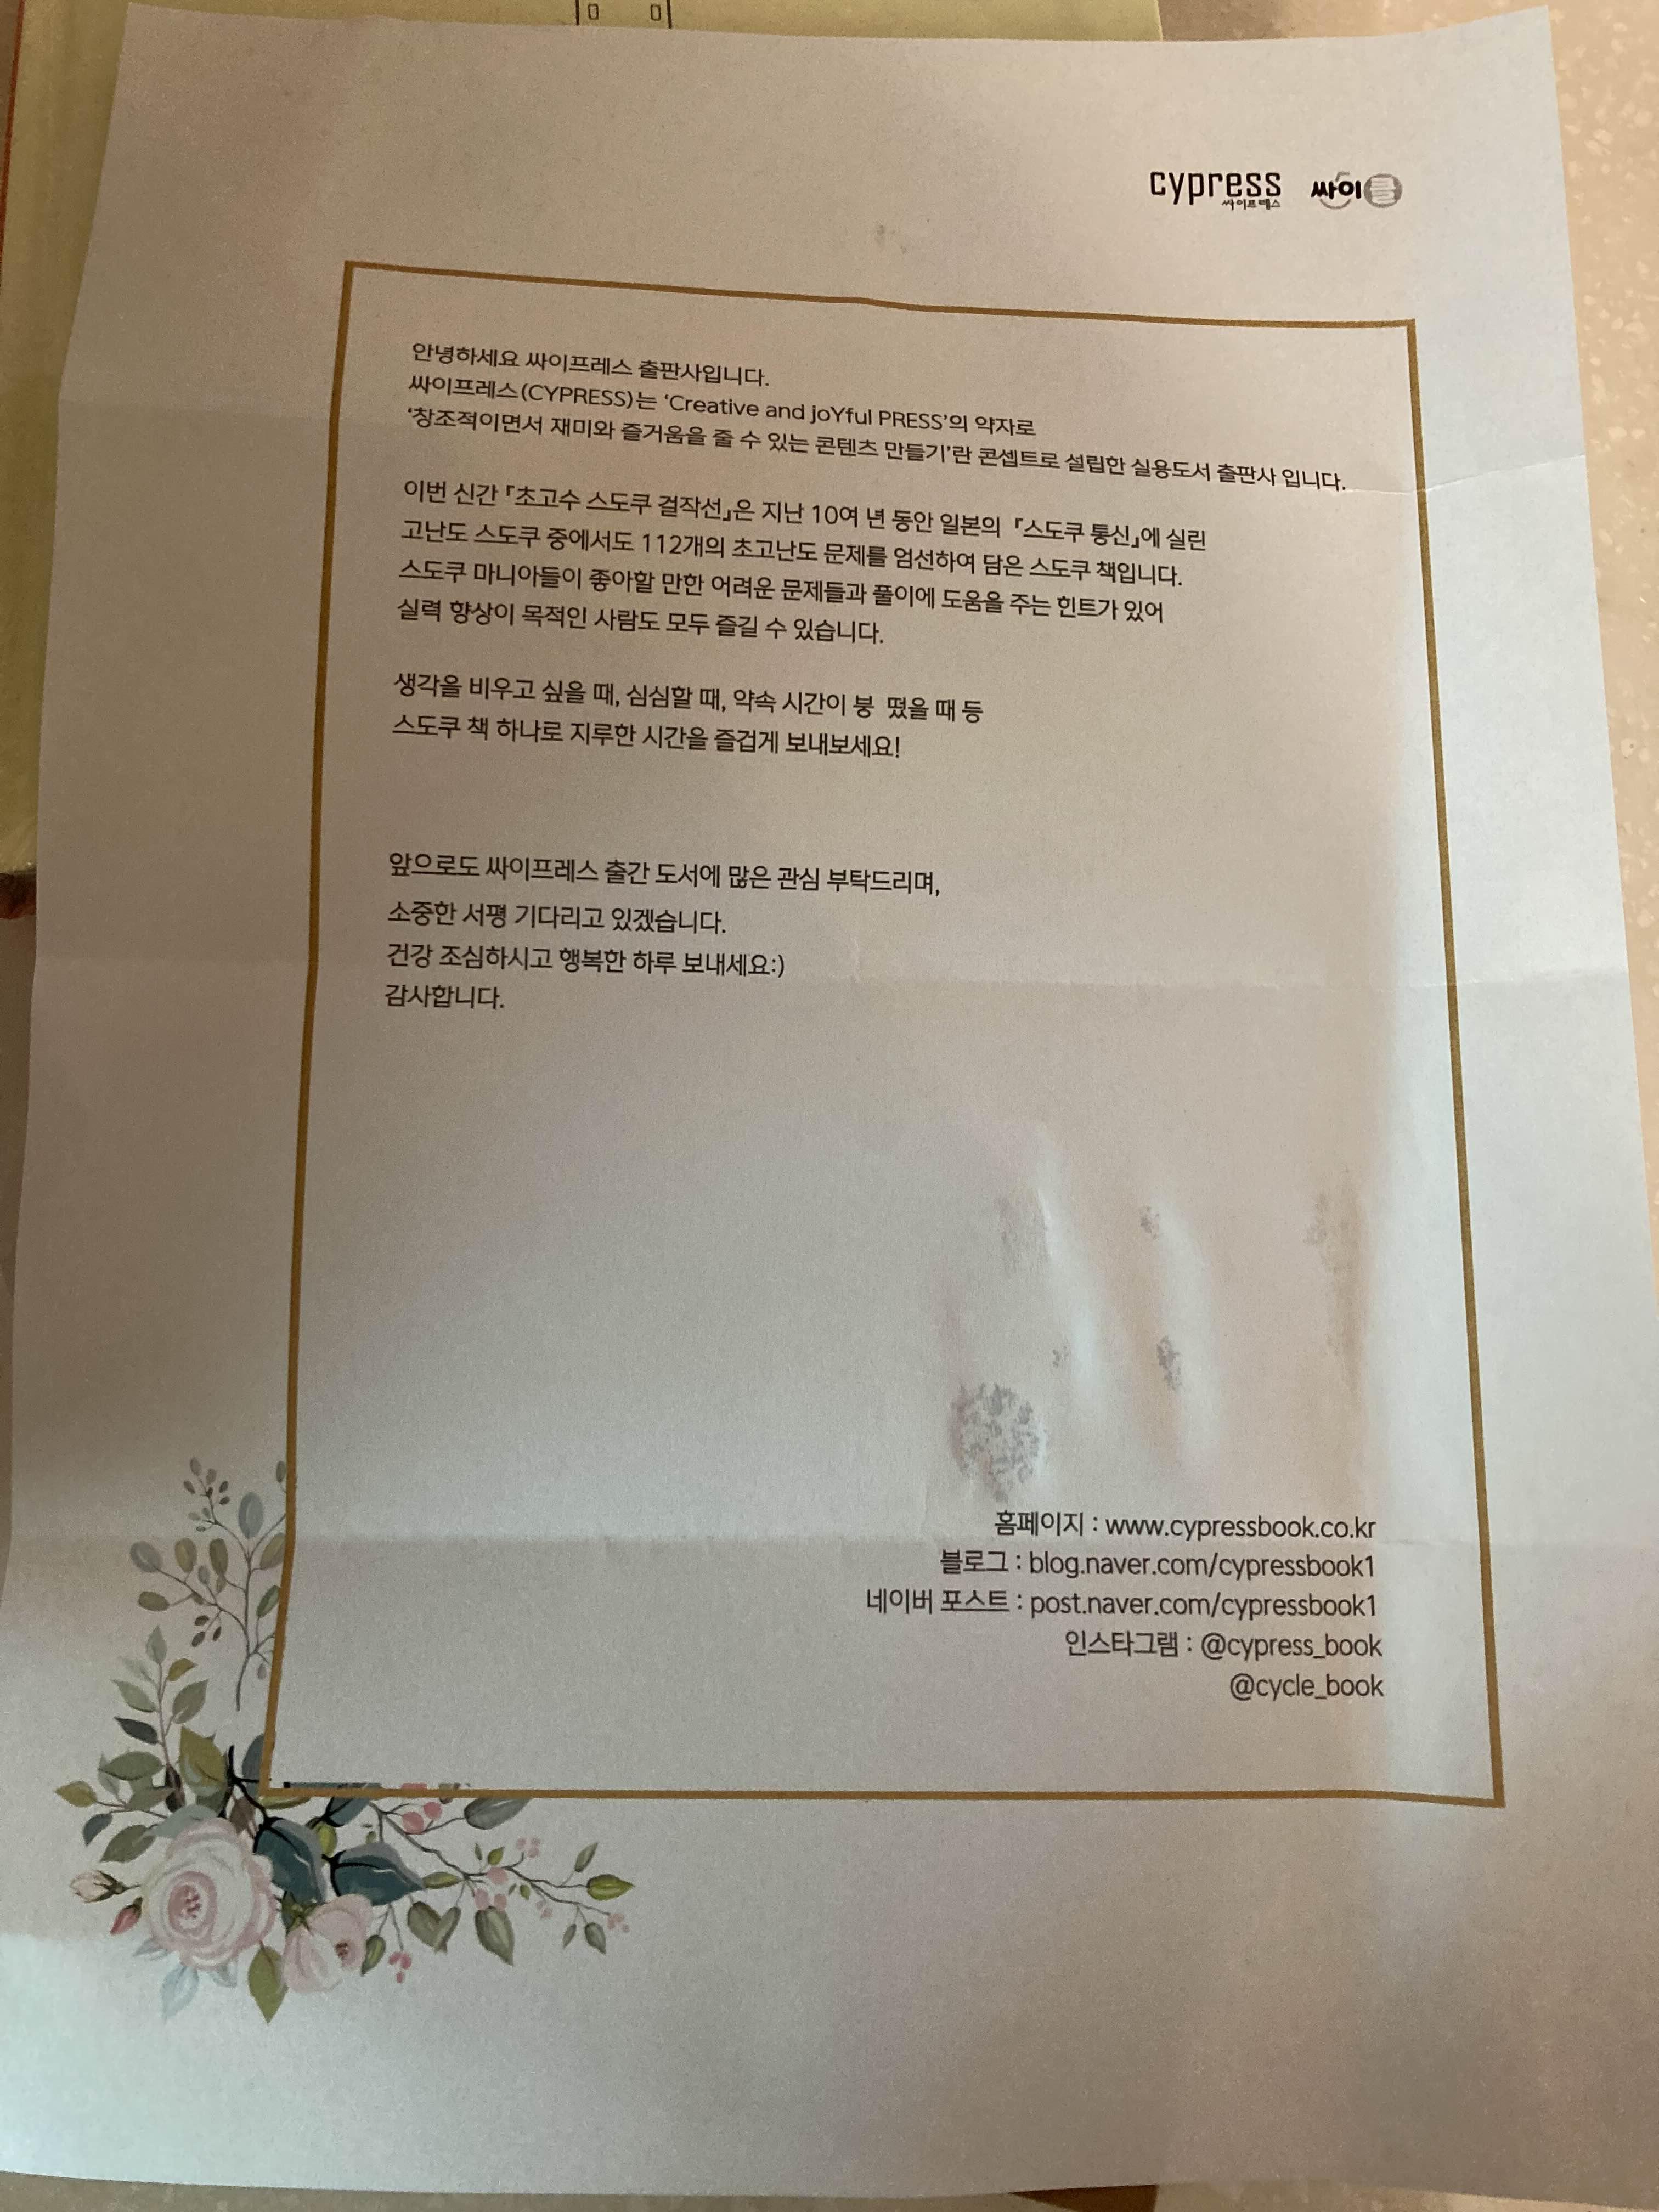 cypress 싸이클
싸이프레스
안녕하세요 싸이프레스 출판사입니다.
싸이프레스(CYPRESS)는 ‘Creative and joYful PRESS’의 약자로
‘창조적이면서 재미와 즐거움을 줄 수 있는 콘텐츠 만들기’란 콘셉트로 설립한 실용도서 출판사 입니다.
이번 신간 『초고수 스도쿠 걸작선』은 지난 10여 년 동안 일본의 『스도쿠 통신』에 실린
고난도 스도쿠 중에서도 112개의 초고난도 문제를 엄선하여 담은 스도쿠 책입니다.
스도쿠 마니아들이 좋아할 만한 어려운 문제들과 풀이에 도움을 주는 힌트가 있어
실력 향상이 목적인 사람도 모두 즐길 수 있습니다.
생각을 비우고 싶을 때, 심심할 때, 약속 시간이 붕 떴을 때 등
스도쿠 책 하나로 지루한 시간을 즐겁게 보내보세요!
앞으로도 싸이프레스 출간 도서에 많은 관심 부탁드리며,
소중한 서평 기다리고 있겠습니다.
건강 조심하시고 행복한 하루 보내세요:)
감사합니다.
홈페이지 : www.cypressbook.co.kr
블로그 : blog.naver.com/cypressbook1
네이버 포스트 : post.naver.com/cypressbook1
인스타그램 : @cypress_book
@cycle_book